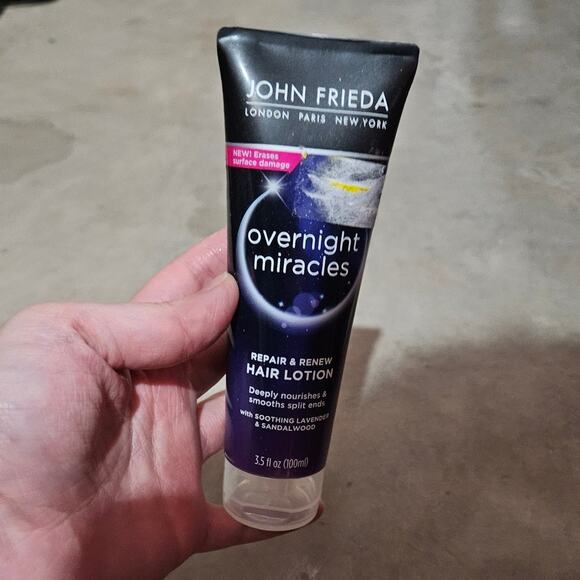 JOHN FRIEDA
LONDON PARIS NEW YORK
NEW! Erases
surface damage
overnight
miracles
REPAIR & RENEW
HAIR LOTION
Deeply nourishes &
smooths split ends
with SOOTHING LAVENDER
& SANDALWOOD
3.5 fl oz (100ml)